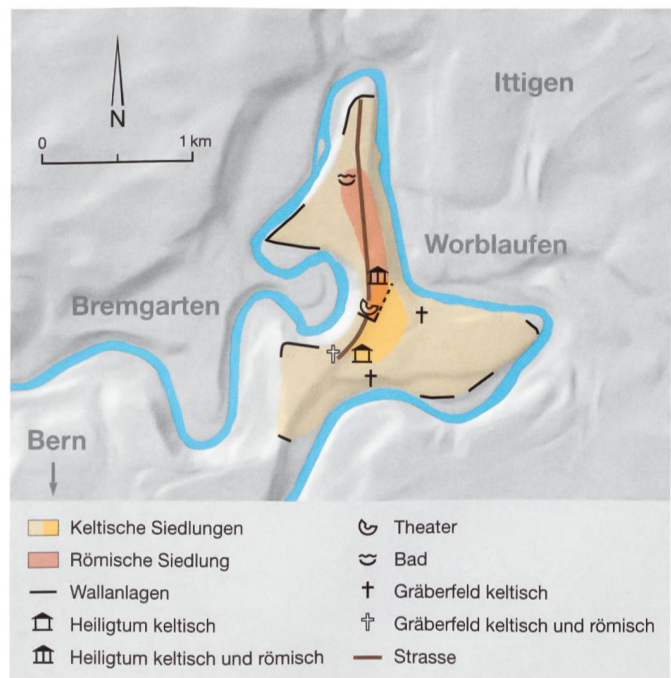 Ittigen
N
0 1 km
Worblaufen
Bremgarten
Bern
Keltische Siedlungen
Römische Siedlung
Wallanlagen
Heiligtum keltisch
Heiligtum keltisch und römisch
Theater
Bad
Gräberfeld keltisch
Gräberfeld keltisch und römisch
Strasse